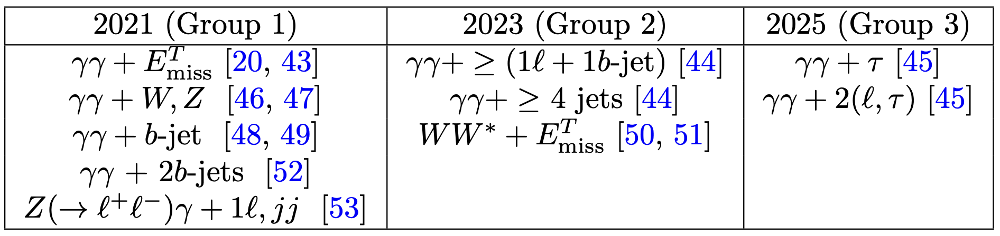 2021 (Group 1) 2023 (Group 2) 2025 (Group 3)
γγ + E^T_miss [20, 43] γγ+ ≥ (1ℓ + 1b-jet) [44] γγ + τ [45]
γγ + W, Z [46, 47] γγ+ ≥ 4 jets [44] γγ + 2(ℓ, τ) [45]
γγ + b-jet [48, 49] WW* + E^T_miss [50, 51]
γγ + 2b-jets [52]
Z(→ ℓ⁺ℓ⁻)γ + 1ℓ, jj [53]